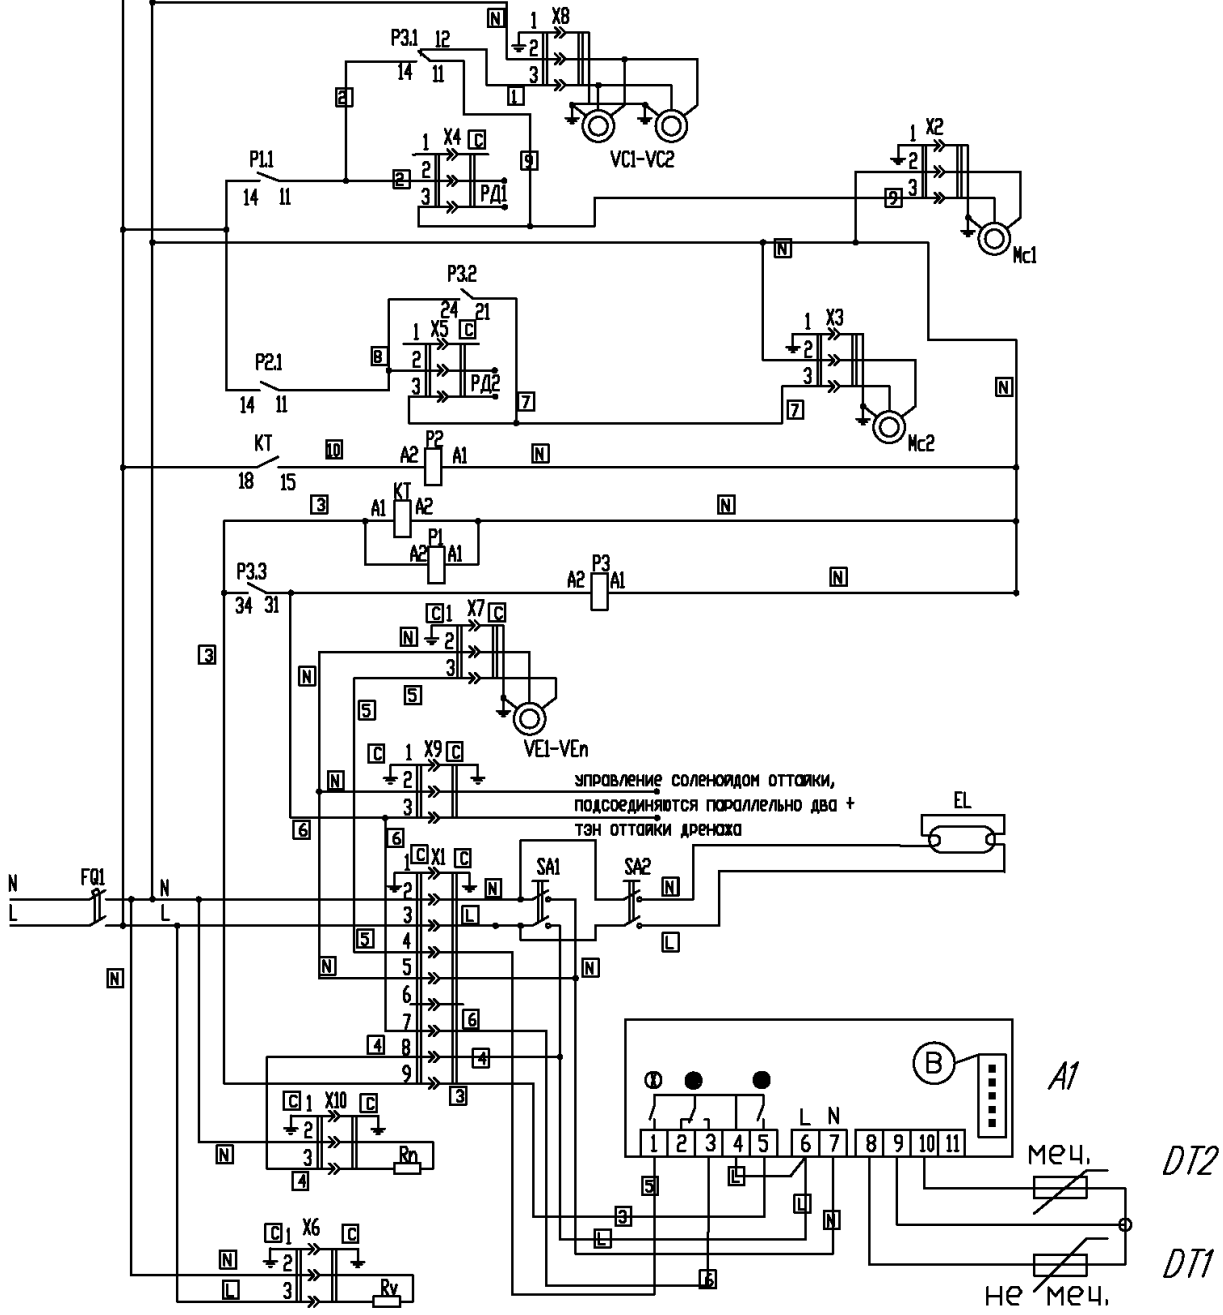 N 1 X8
P3.1 12 2
14 11 3
2 1
VC1-VC2
1 X4 C
P1.1 2 2 9
14 11 3 РД1
1 X2
2
9 3
Mc1
N
P3.2
24 21
1 X5 C
B 2
3 РД2
7
P2.1
14 11
1 X3
2
3
7
N
Mc2
KT 10 A2 P2 A1 N
18 15
3 A1 KT A2 N
A2 P1 A1
P3.3 A2 P3 A1 N
34 31
C 1 X7 C
N 2
3 N 3
5 5
VE1-VEn
C 1 X9 C
N 2
6 3
6
управление соленоидом оттайки,
подсоединяются параллельно два +
тэн оттайки дренажа
EL
C X1 C
1
N FQ1 N 2 N SA1 SA2 N
L L 3 L L
5 4
N N 5 N
6
7 6
4 8 4
9 3
C 1 X10 C
2
N 3 Rп
4
C 1 X6 C
N 2
L 3 Rv
B
A1
L N
1 2 3 4 5 6 7 8 9 10 11
L
5 L N
3
L
6
меч.
DT2
DT1
не меч.